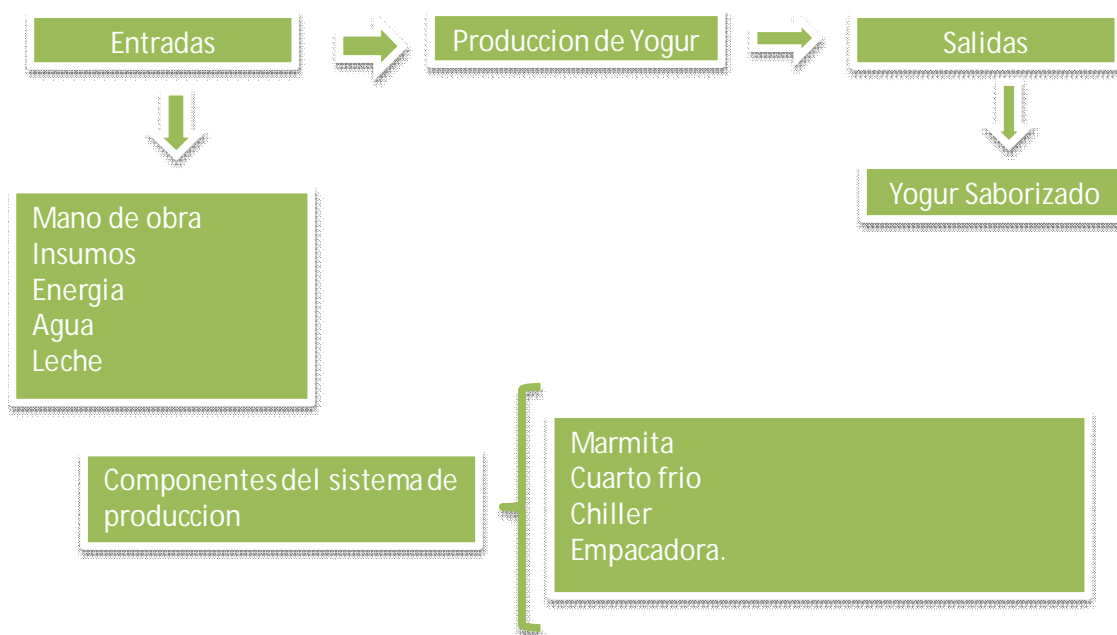 Entradas
Produccion de Yogur
Salidas
Mano de obra
Insumos
Energia
Agua
Leche
Yogur Saborizado
Componentes del sistema de
produccion
Marmita
Cuarto frio
Chiller
Empacadora.